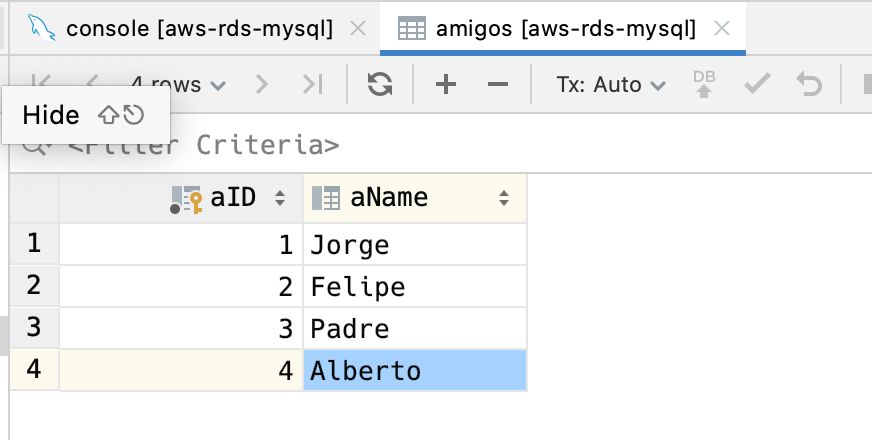 console [aws-rds-mysql] amigos [aws-rds-mysql]
4 rows Tx: Auto DB
Hide
<Filter Criteria>
aID aName
1 1 Jorge
2 2 Felipe
3 3 Padre
4 4 Alberto